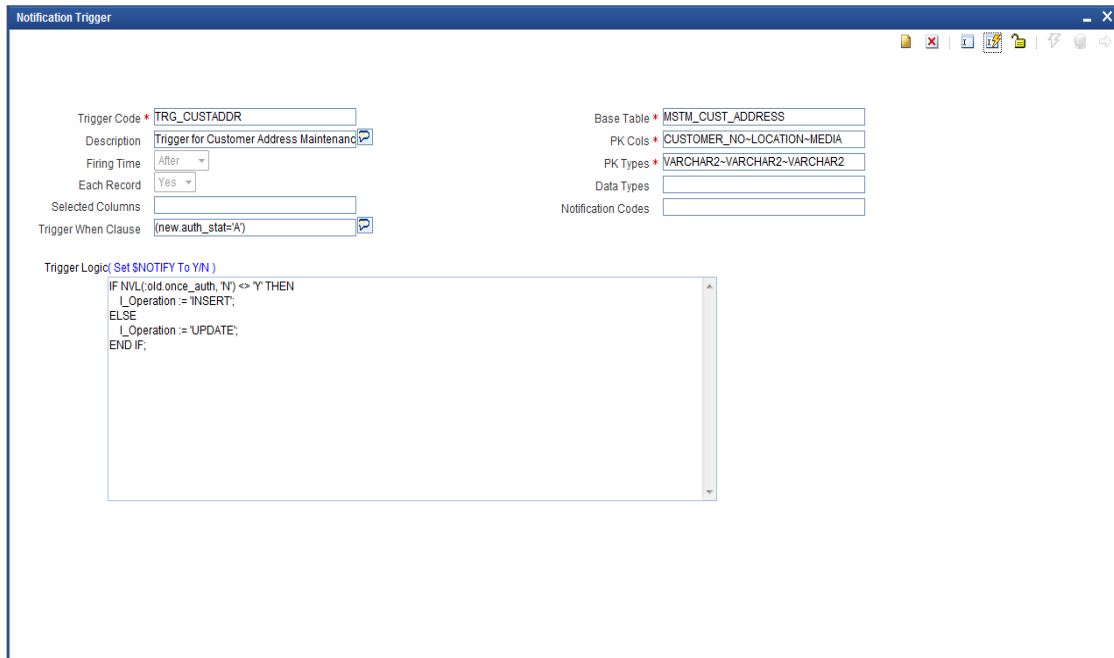 Notification Trigger
Trigger Code * TRG_CUSTADDR
Description Trigger for Customer Address Maintenanc
Firing Time After
Each Record Yes
Selected Columns
Trigger When Clause (new.auth_stat='A')
Base Table * MSTM_CUST_ADDRESS
PK Cols * CUSTOMER_NO~LOCATION~MEDIA
PK Types * VARCHAR2~VARCHAR2~VARCHAR2
Data Types
Notification Codes
Trigger Logic( Set $NOTIFY To Y/N )
IF NVL(:old.once_auth, 'N') <> 'Y' THEN
l_Operation := 'INSERT';
ELSE
l_Operation := 'UPDATE';
END IF;